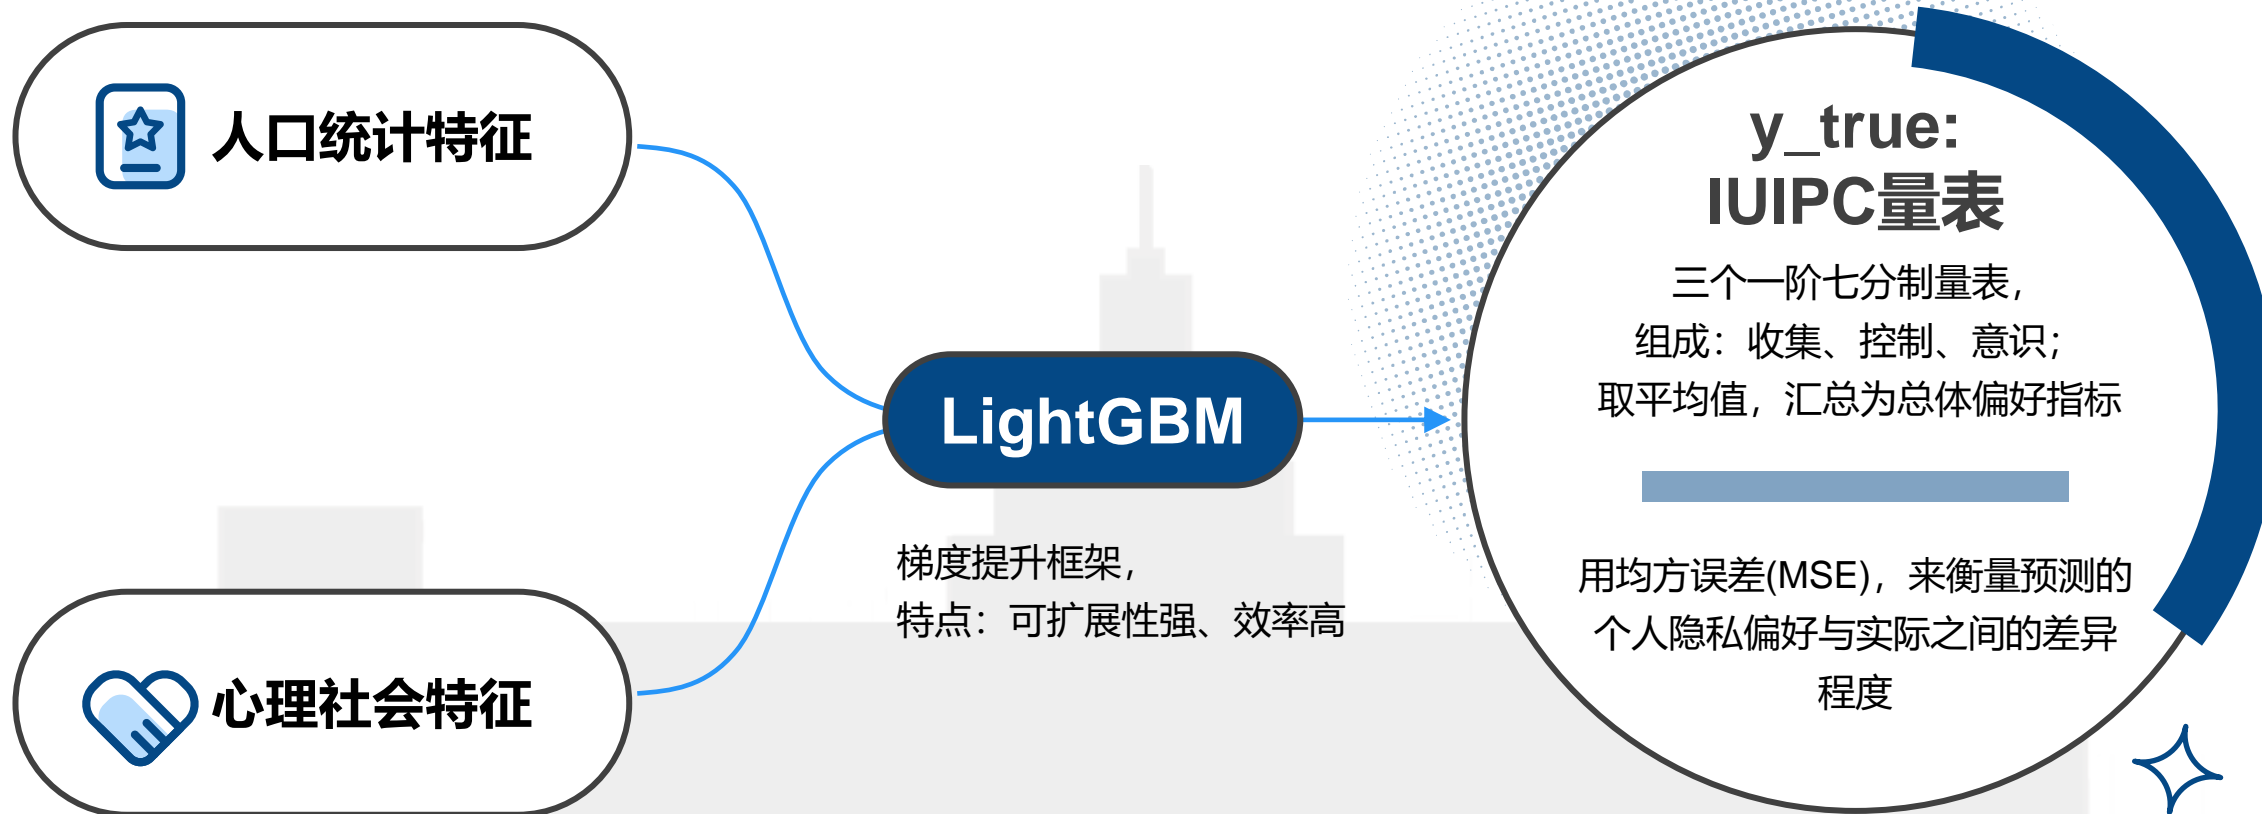 人口统计特征
心理社会特征
LightGBM
梯度提升框架，
特点：可扩展性强、效率高
y_true:
IUIPC量表
三个一阶七分制量表，
组成：收集、控制、意识；
取平均值，汇总为总体偏好指标
用均方误差(MSE)，来衡量预测的
个人隐私偏好与实际之间的差异
程度